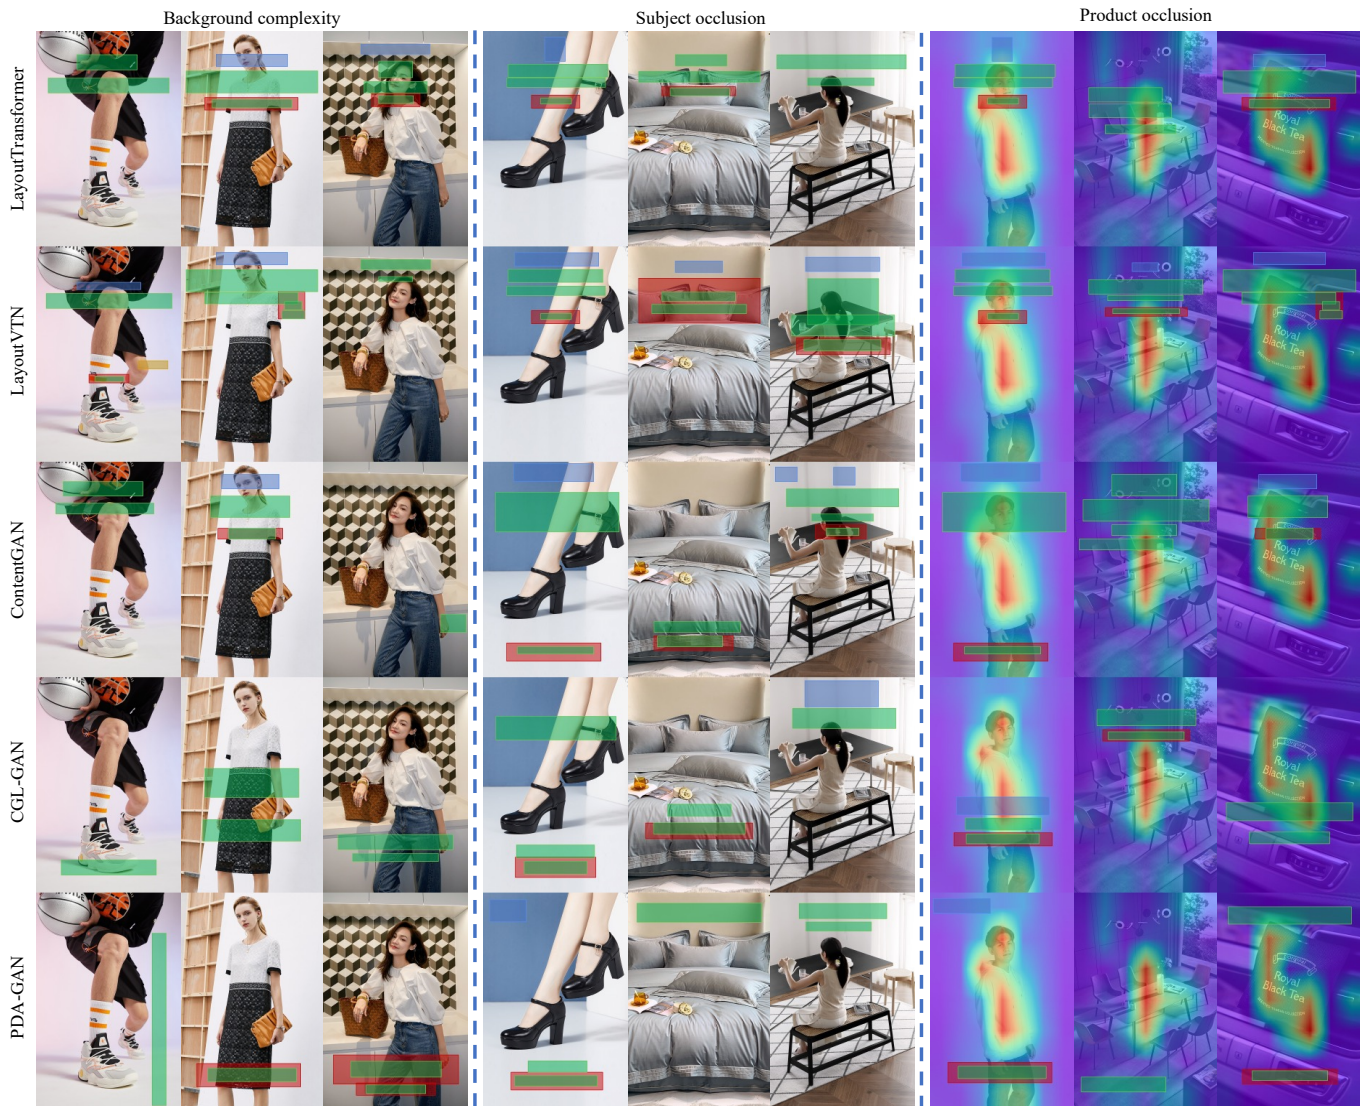 Background complexity
Subject occlusion
Product occlusion
LayoutTransformer
Royal
Black Tea
LayoutVTN
Royal
Black Tea
ContentGAN
Royal
Black Tea
CGL-GAN
Royal
Black Tea
PDA-GAN
Royal
Black Tea